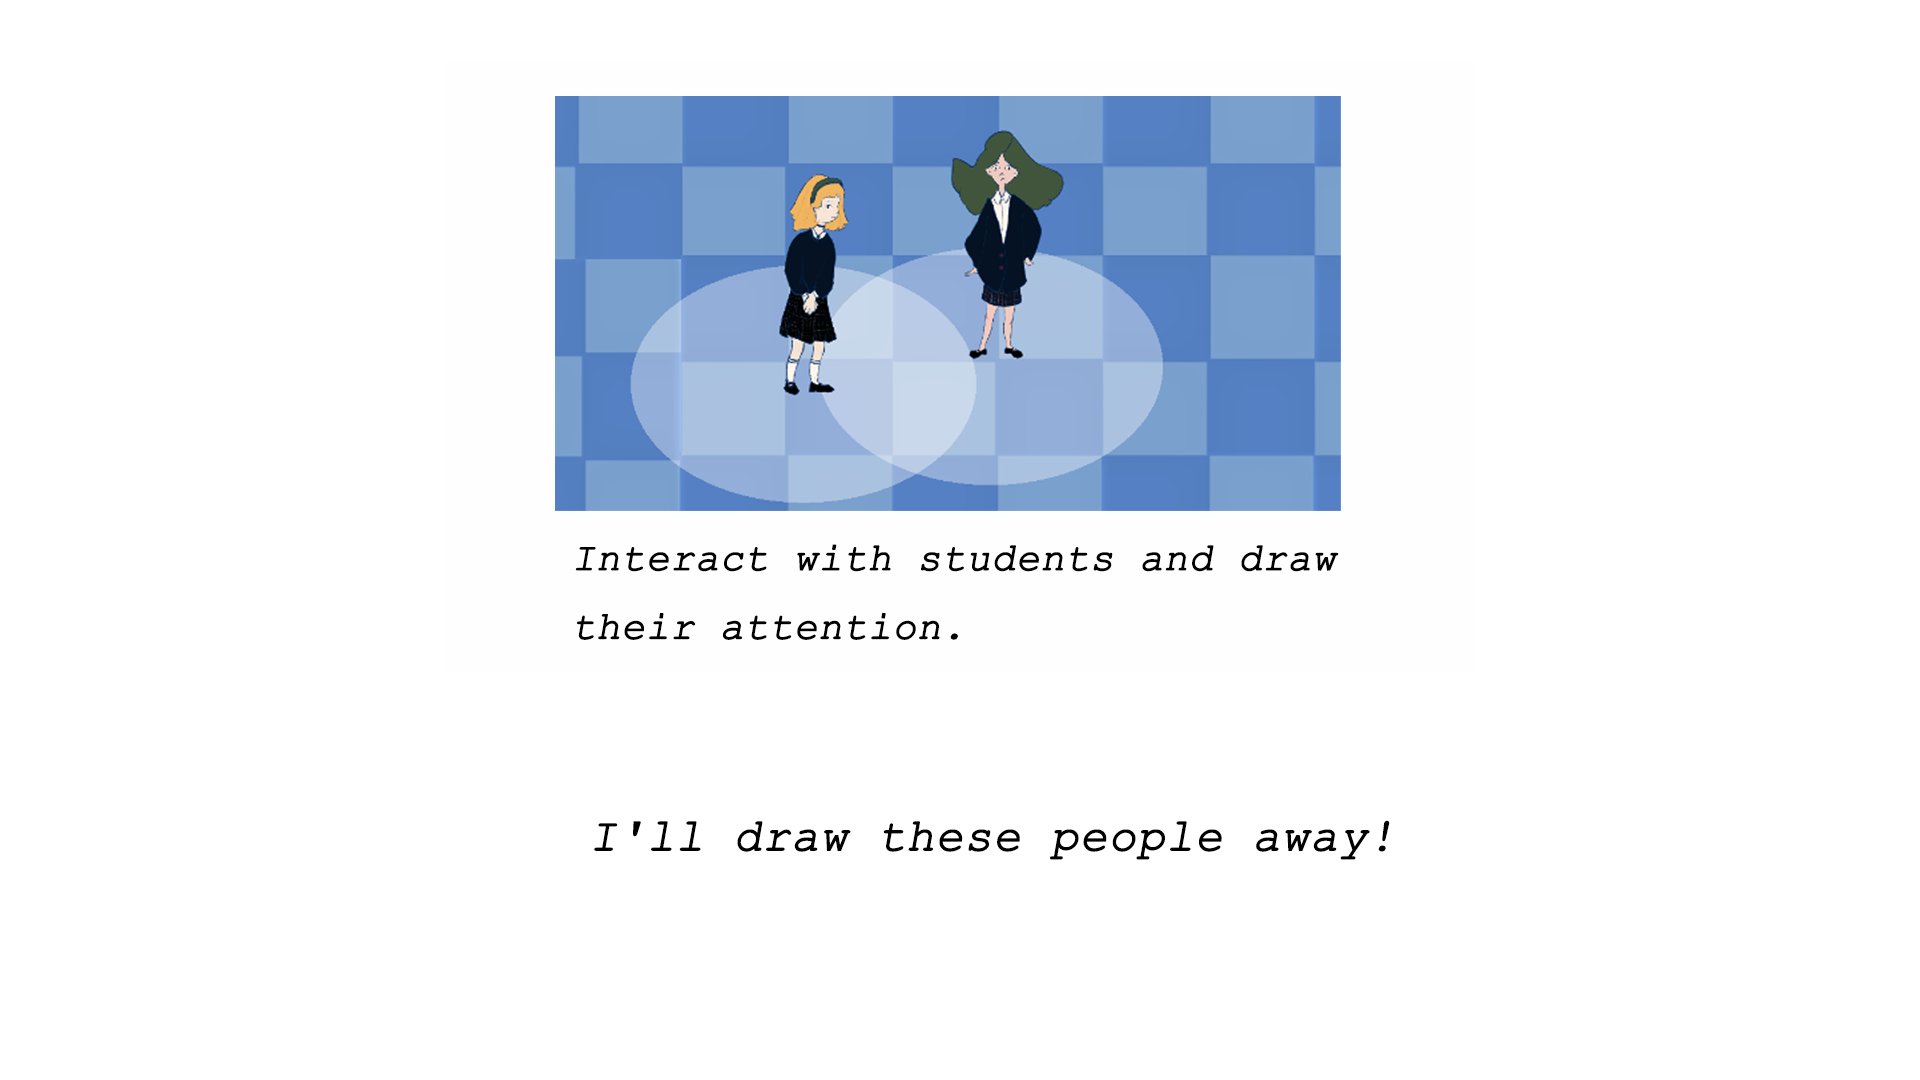 Interact with students and draw
their attention.
I'll draw these people away!